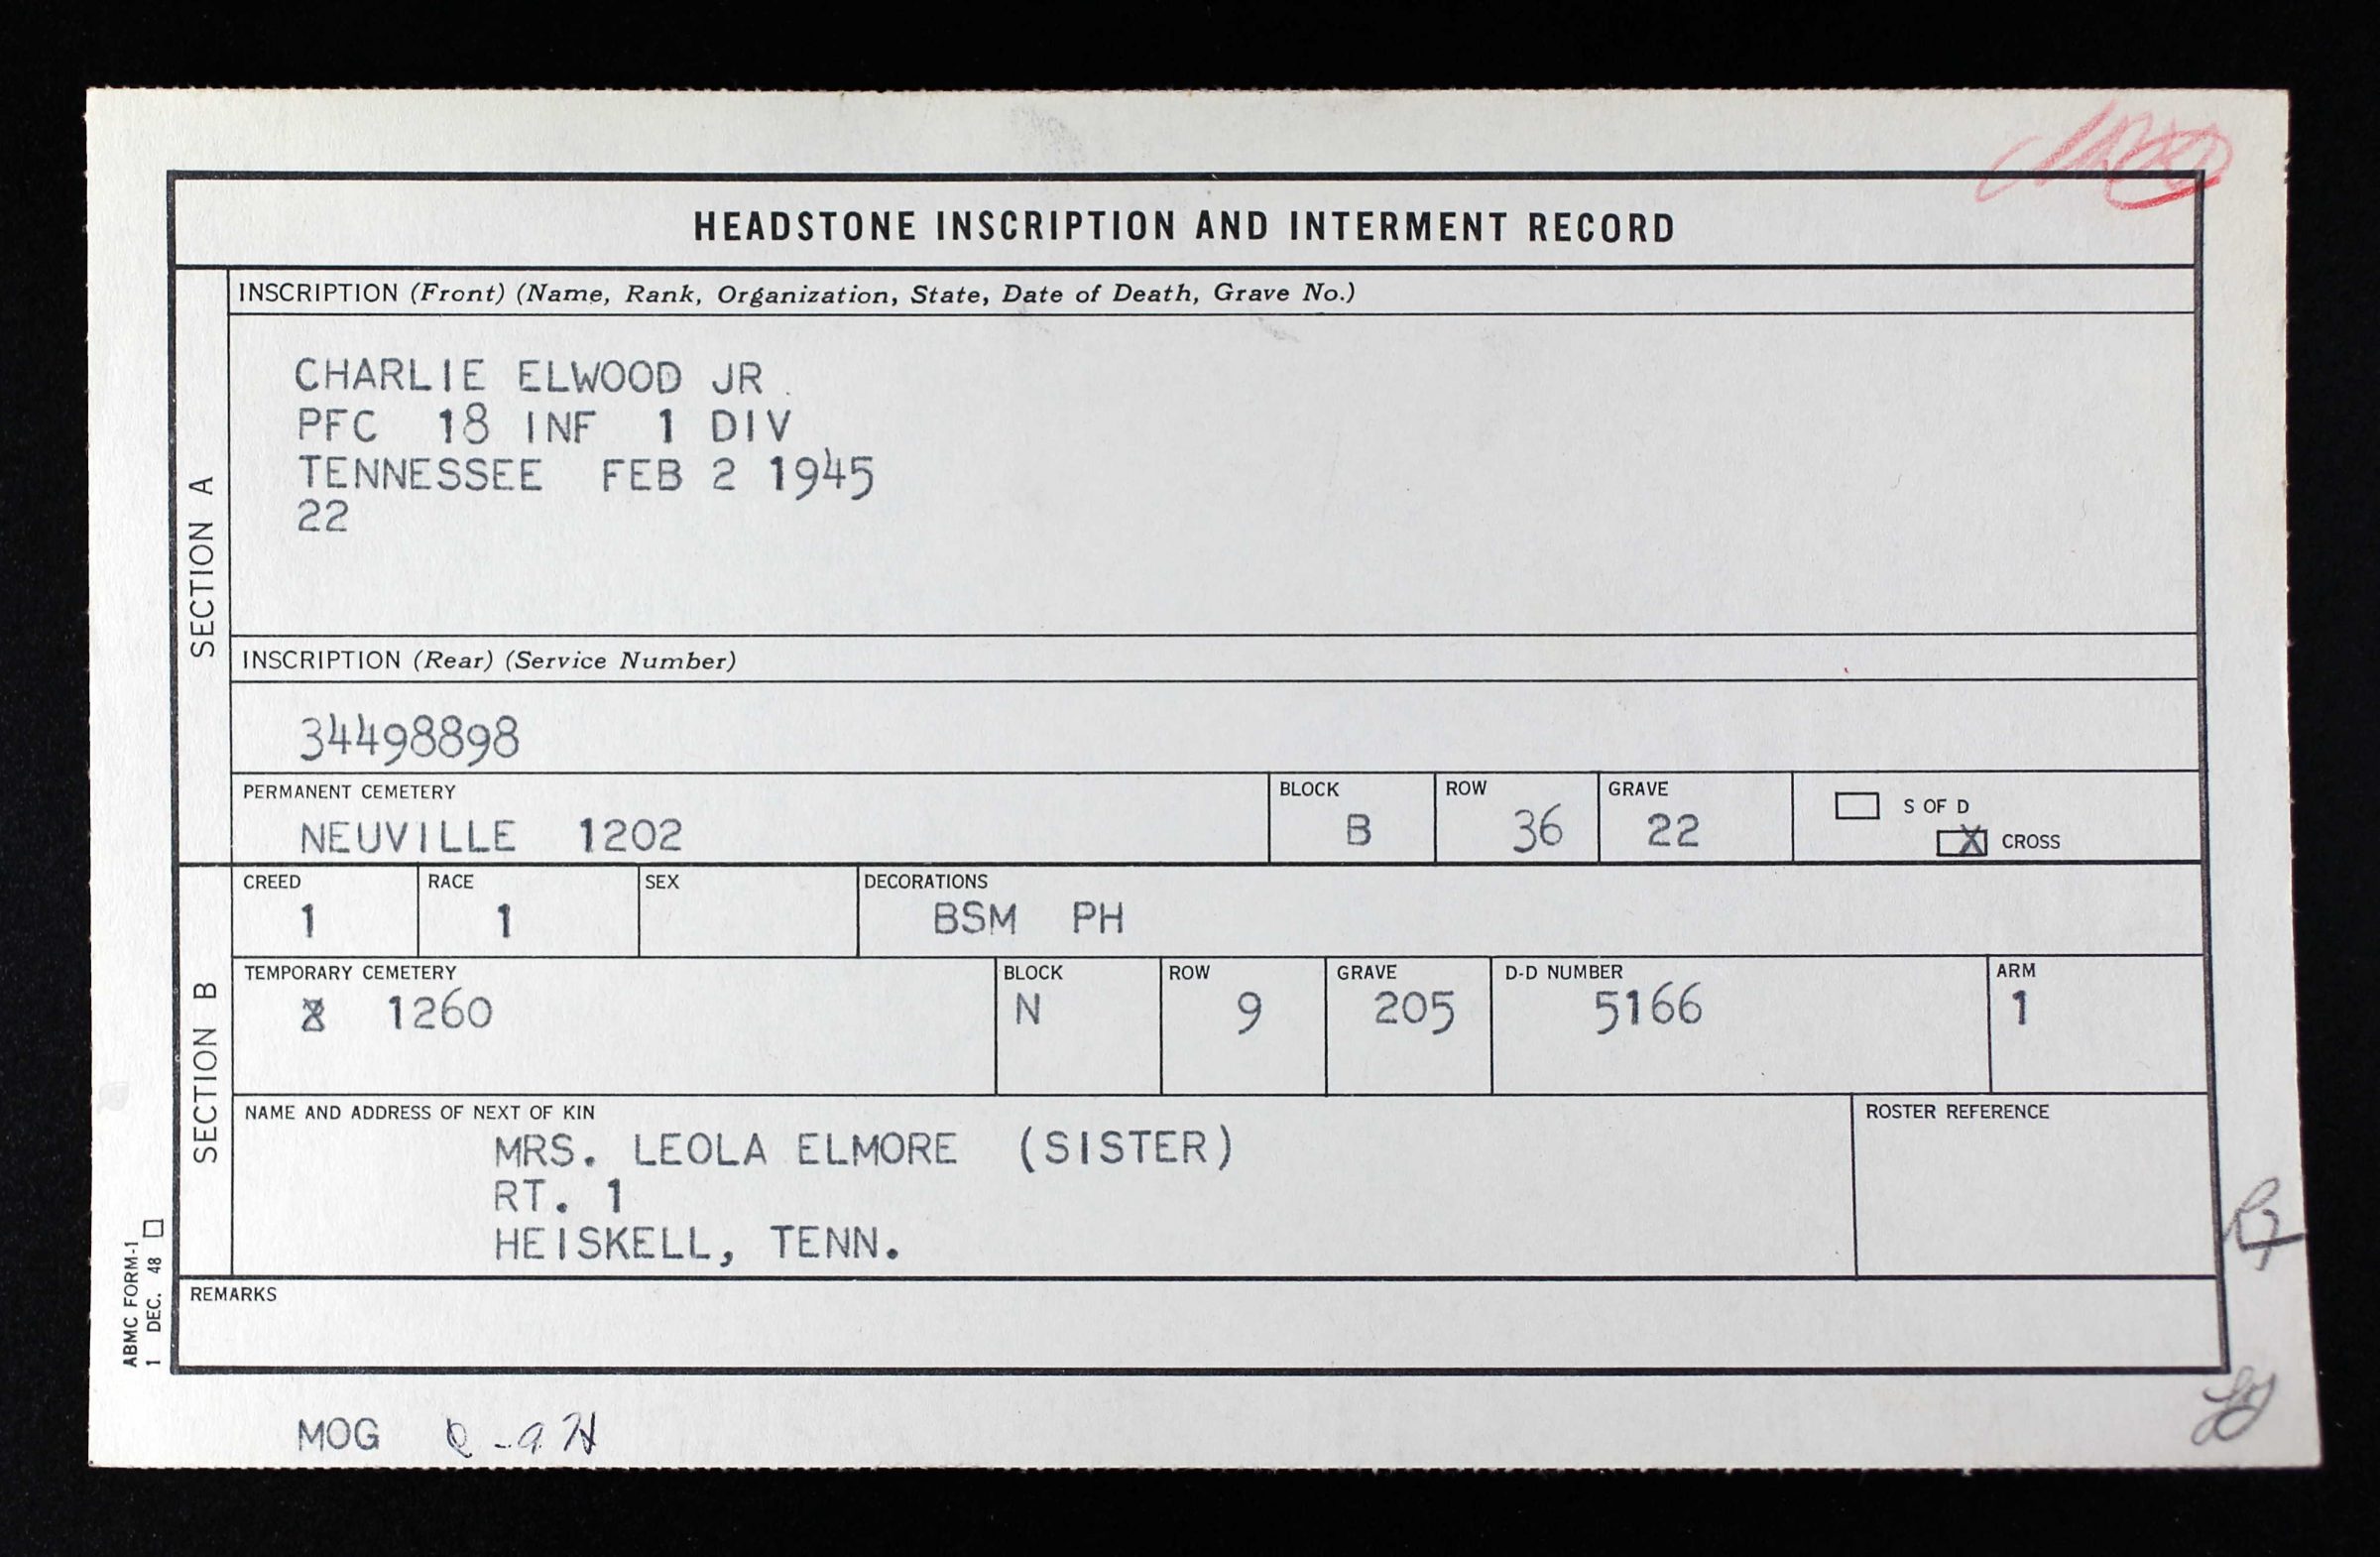 HEADSTONE INSCRIPTION AND INTERMENT RECORD
SECTION A
INSCRIPTION (Front) (Name, Rank, Organization, State, Date of Death, Grave No.)
CHARLIE ELWOOD JR
PFC 18 INF 1 DIV
TENNESSEE FEB 2 1945
22
INSCRIPTION (Rear) (Service Number)
34498898
PERMANENT CEMETERY
NEUVILLE 1202
BLOCK
B
ROW
36
GRAVE
22
S OF D
X CROSS
SECTION B
CREED
1
RACE
1
SEX
DECORATIONS
BSM PH
TEMPORARY CEMETERY
1260
BLOCK
N
ROW
9
GRAVE
205
D-D NUMBER
5166
ARM
1
NAME AND ADDRESS OF NEXT OF KIN
MRS. LEOLA ELMORE (SISTER)
RT. 1
HEISKELL, TENN.
ROSTER REFERENCE
REMARKS
ABMC FORM-1
1 DEC. 48
MOG